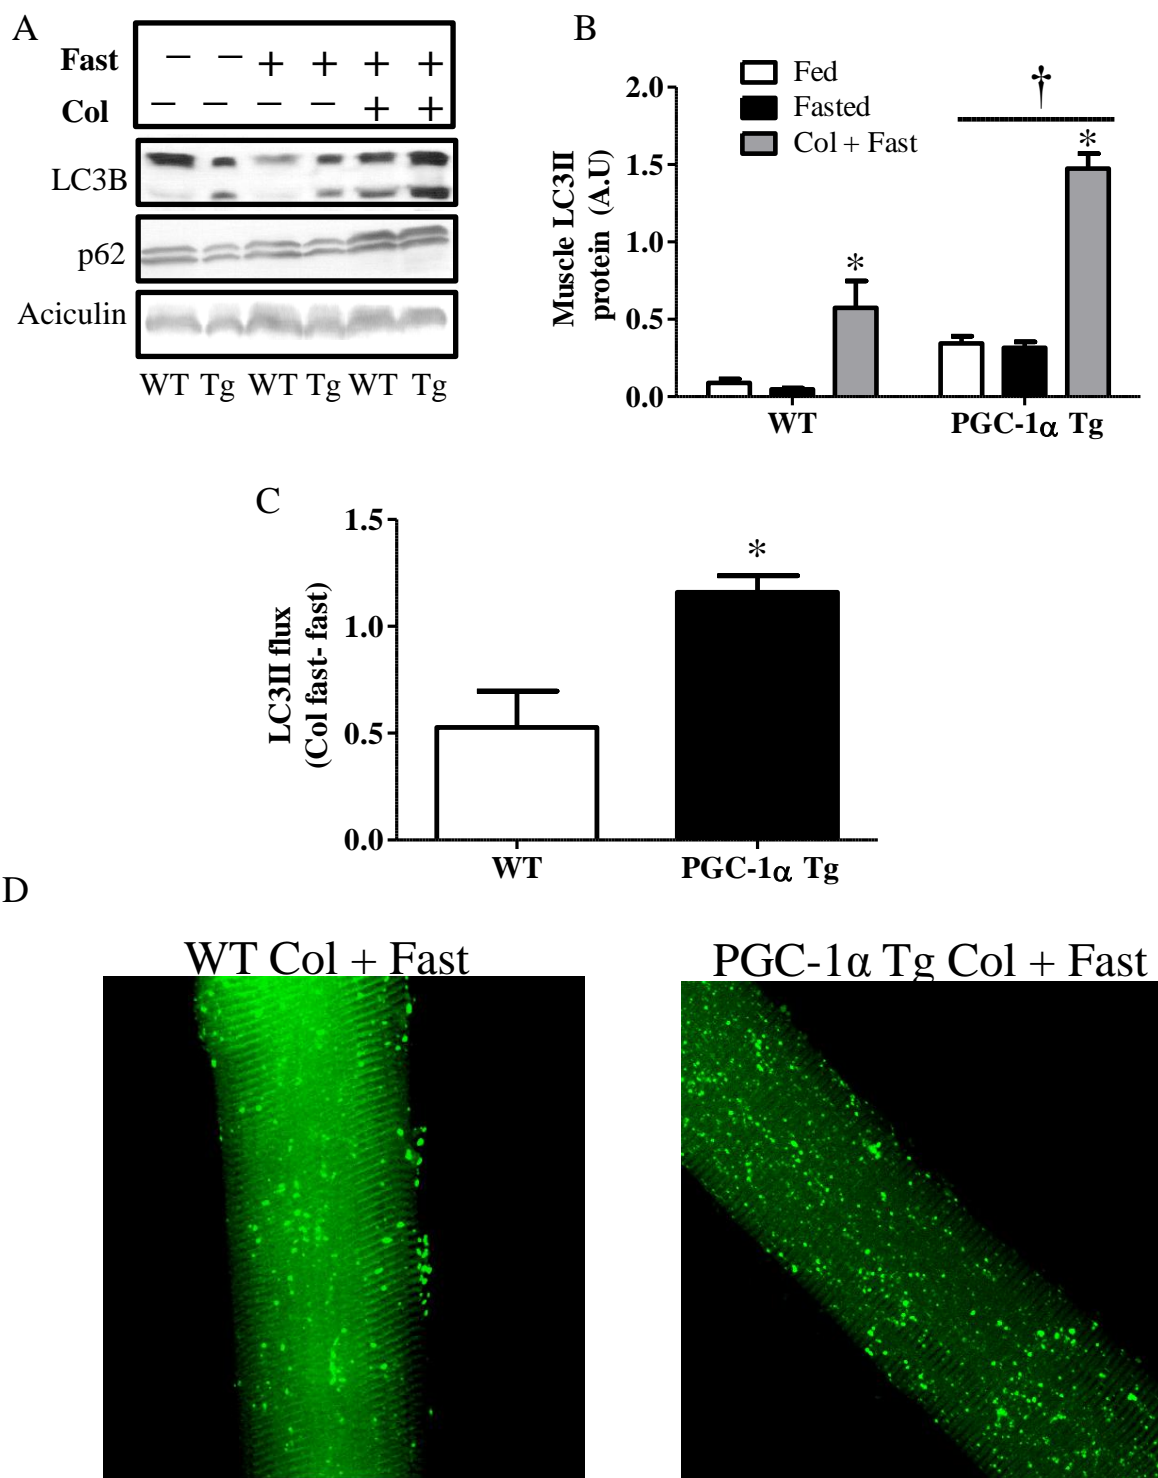 A
Fast − − + + + +
Col − − − − + +
LC3B
p62
Aciculin
WT Tg WT Tg WT Tg
B
Fed
Fasted
Col + Fast
Muscle LC3II
protein (A.U)
2.0
1.5
1.0
0.5
0.0
†
*
*
WT PGC-1α Tg
C
LC3II flux
(Col fast- fast)
1.5
1.0
0.5
0.0
*
WT PGC-1α Tg
D
WT Col + Fast
PGC-1α Tg Col + Fast